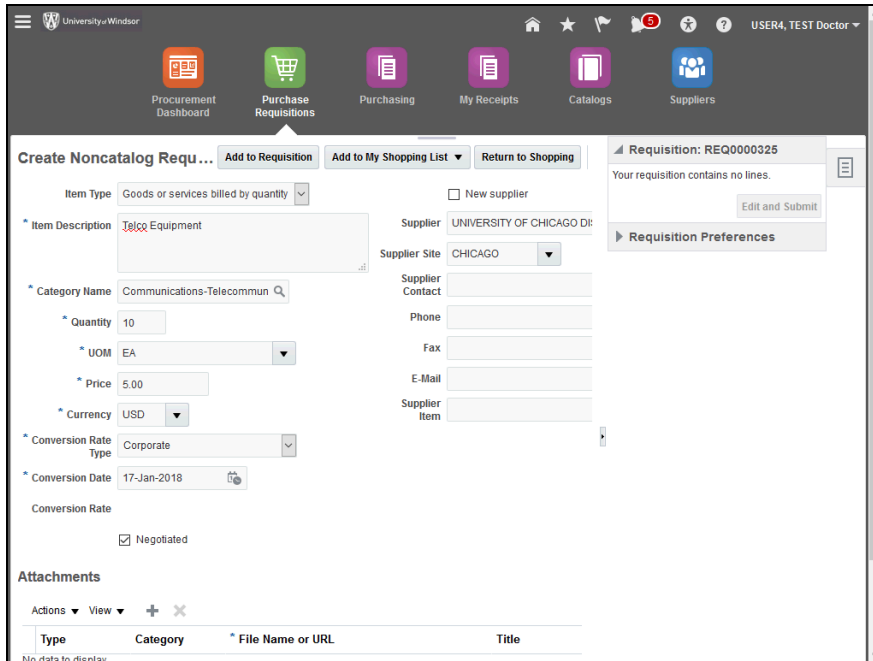 University of Windsor
5
USER4, TEST Doctor
Procurement Dashboard
Purchase Requisitions
Purchasing
My Receipts
Catalogs
Suppliers
Create Noncatalog Requ...
Add to Requisition
Add to My Shopping List
Return to Shopping
Item Type Goods or services billed by quantity
* Item Description Telco Equipment
* Category Name Communications-Telecommun
* Quantity 10
* UOM EA
* Price 5.00
* Currency USD
* Conversion Rate Type Corporate
* Conversion Date 17-Jan-2018
Conversion Rate
Negotiated
New supplier
Supplier UNIVERSITY OF CHICAGO DI
Supplier Site CHICAGO
Supplier Contact
Phone
Fax
E-Mail
Supplier Item
Requisition: REQ0000325
Your requisition contains no lines.
Edit and Submit
Requisition Preferences
Attachments
Actions View
Type Category * File Name or URL Title
No data to display